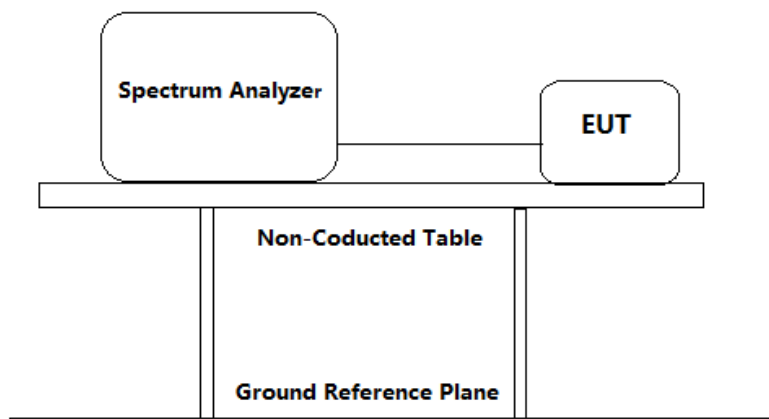 Spectrum Analyzer
EUT
Non-Coducted Table
Ground Reference Plane